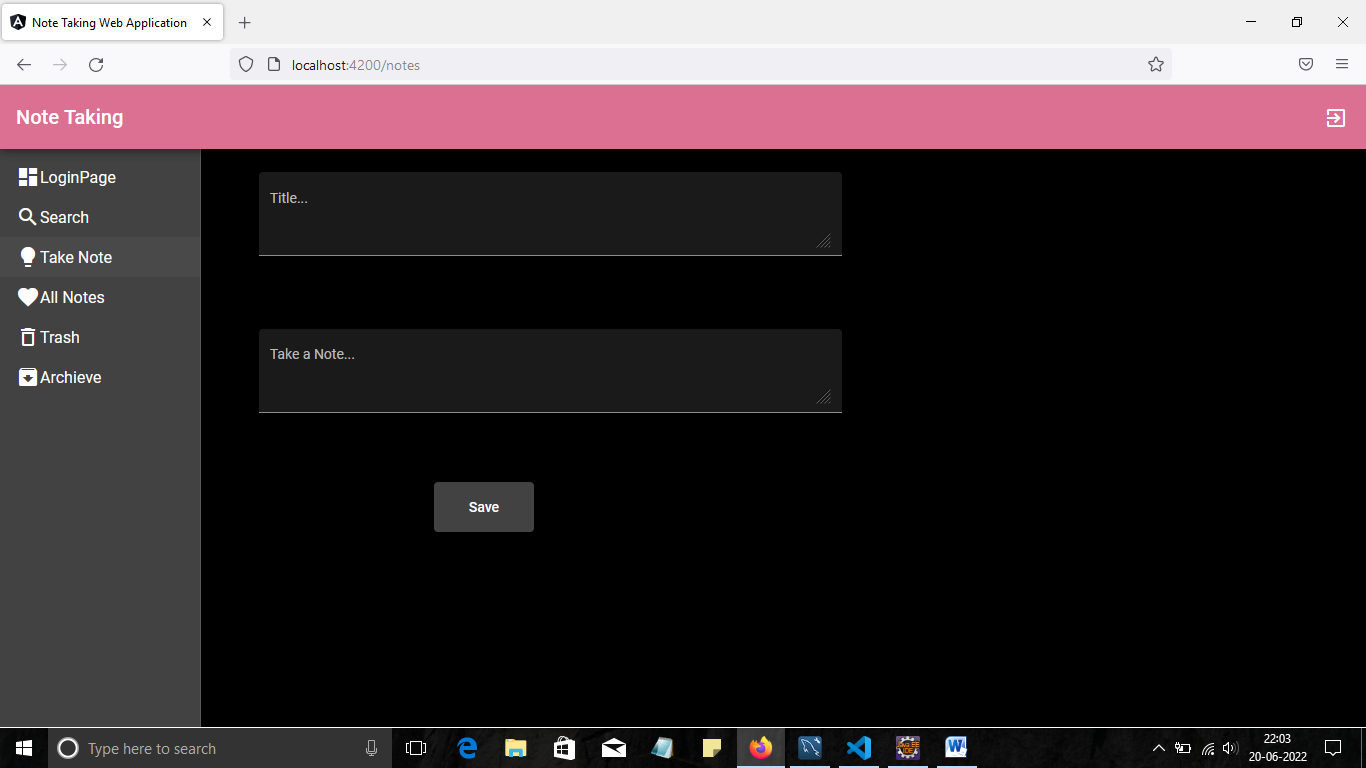 Note Taking Web Application
localhost:4200/notes
Note Taking
LoginPage
Search
Take Note
All Notes
Trash
Archieve
Title...
Take a Note...
Save
Type here to search
22:03
20-06-2022